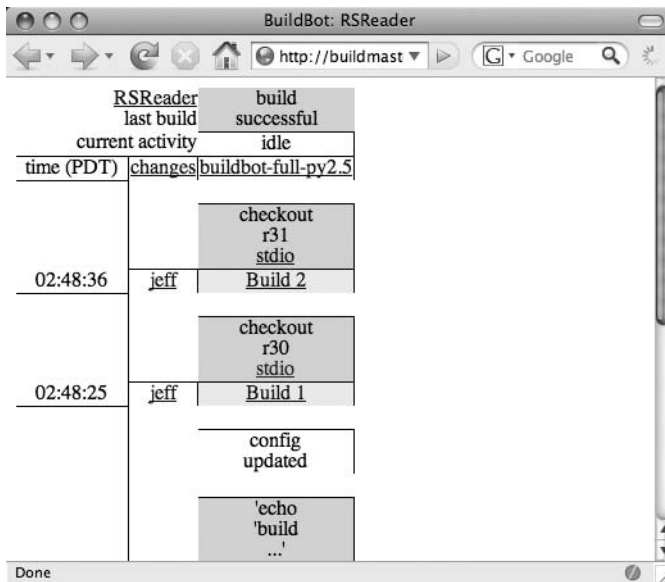 BuildBot: RSReader
http://buildmast
G Google
RSReader build
last build successful
current activity idle
time (PDT) changes buildbot-full-py2.5
checkout
r31
stdio
02:48:36 jeff Build 2
checkout
r30
stdio
02:48:25 jeff Build 1
config
updated
'echo
'build
...'
Done